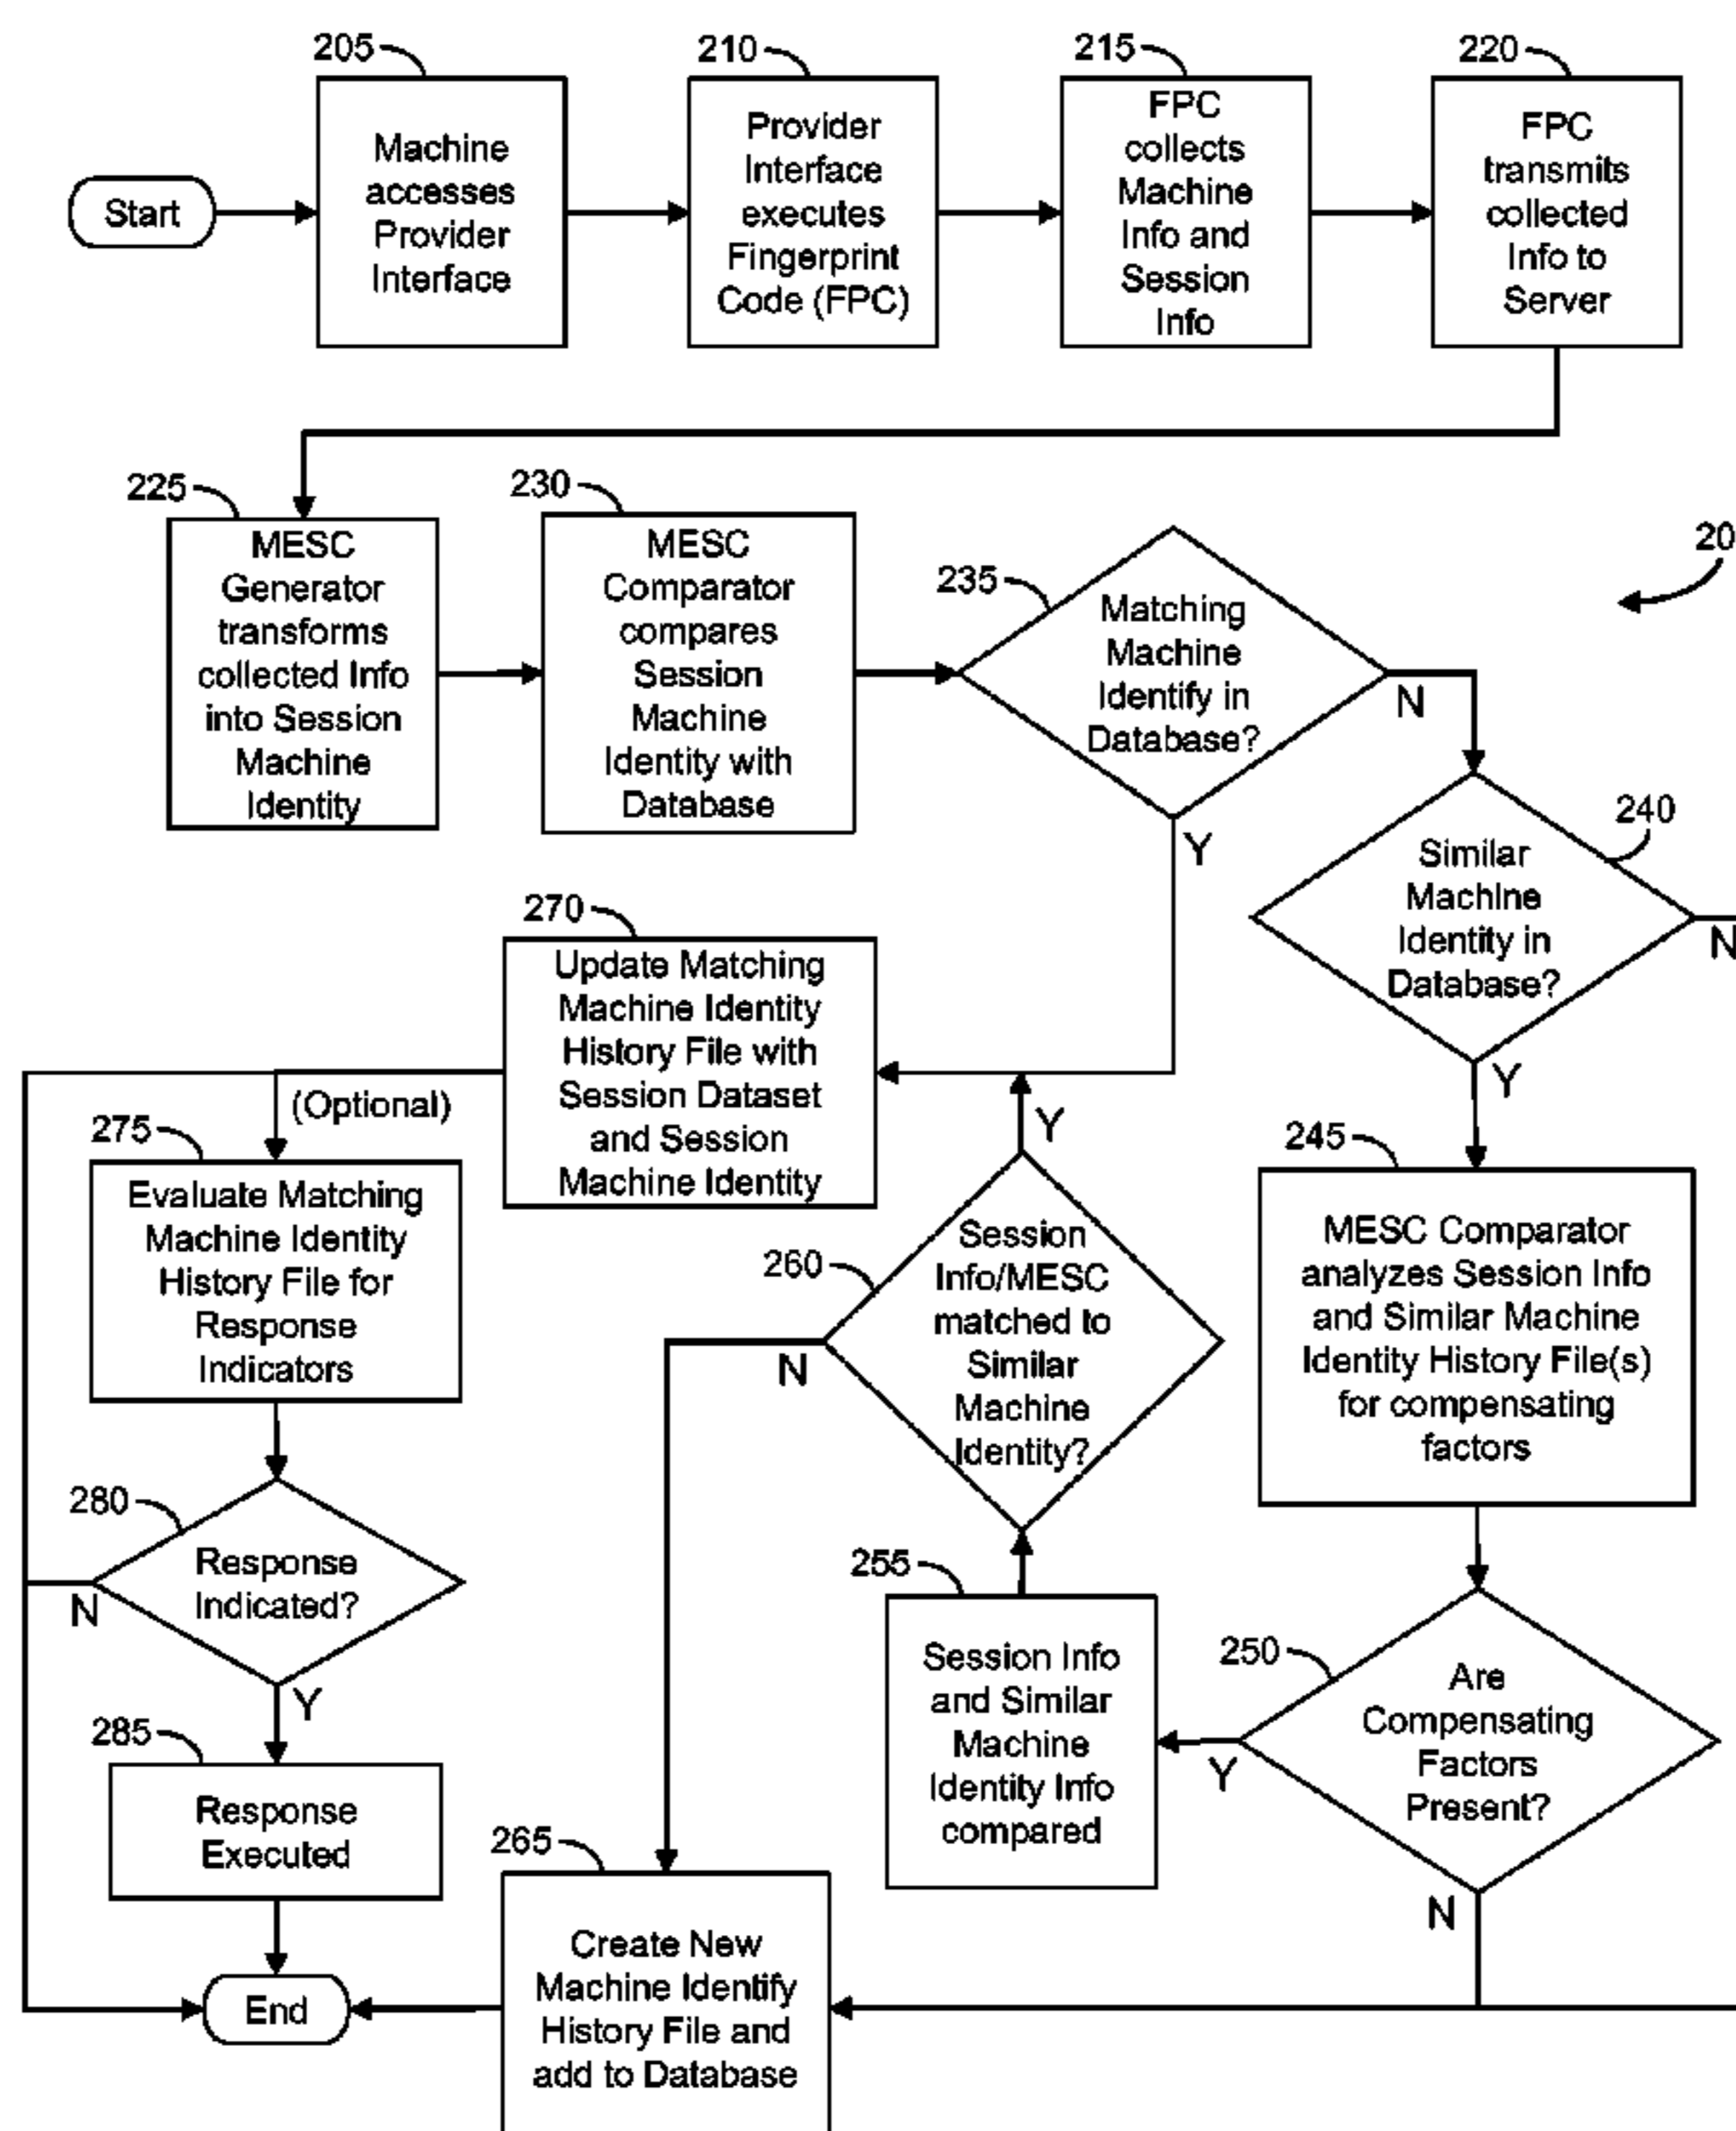 205
210
215
220
Start
Machine
accesses
Provider
Interface
Provider
Interface
executes
Fingerprint
Code (FPC)
FPC
collects
Machine
Info and
Session
Info
FPC
transmits
collected
Info to
Server
225
230
235
20
MESC
Generator
transforms
collected Info
into Session
Machine
Identity
MESC
Comparator
compares
Session
Machine
Identity with
Database
Matching
Machine
Identify in
Database?
N
Y
240
Similar
Machine
Identity in
Database?
N
Y
270
Update Matching
Machine Identity
History File with
Session Dataset
and Session
Machine Identity
(Optional)
275
Evaluate Matching
Machine Identity
History File for
Response
Indicators
245
MESC Comparator
analyzes Session Info
and Similar Machine
Identity History File(s)
for compensating
factors
Y
260
Session
Info/MESC
matched to
Similar
Machine
Identity?
N
280
Response
Indicated?
N
Y
255
Session Info
and Similar
Machine
Identity Info
compared
250
Are
Compensating
Factors
Present?
Y
N
285
Response
Executed
265
Create New
Machine Identify
History File and
add to Database
End